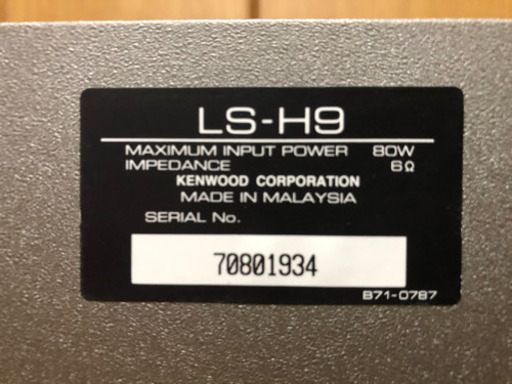 LS-H9
MAXIMUM INPUT POWER 80W
IMPEDANCE 6Ω
KENWOOD CORPORATION
MADE IN MALAYSIA
SERIAL No.
70801934
B71-0787